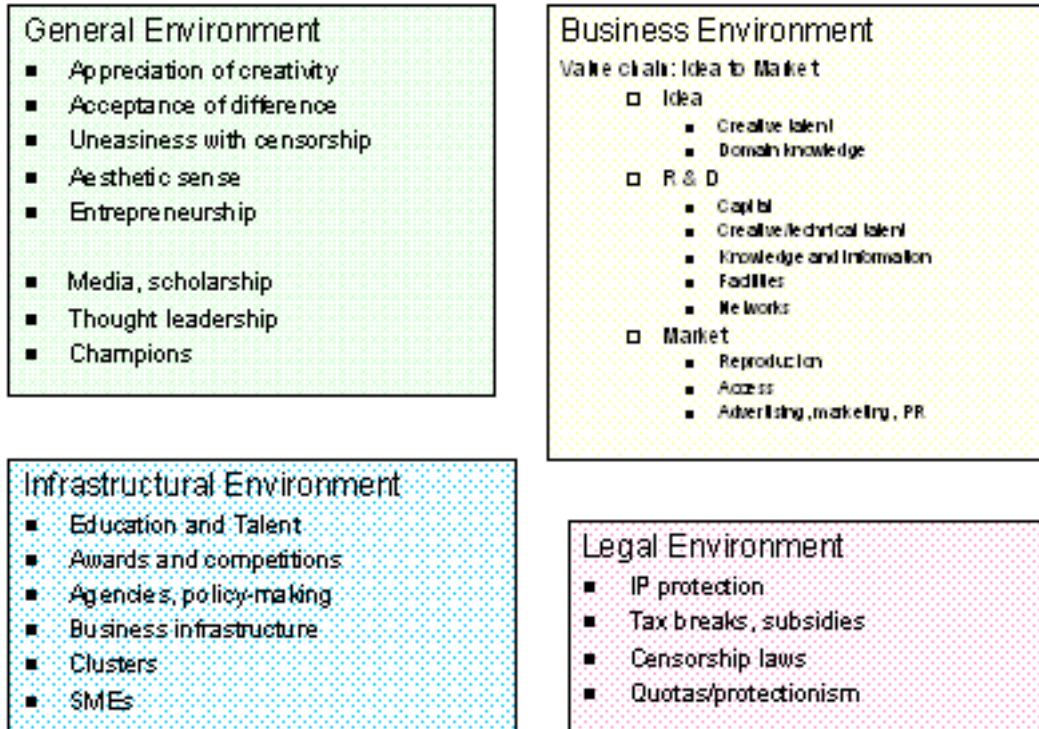 General Environment
Appreciation of creativity
Acceptance of difference
Uneasiness with censorship
Aesthetic sense
Entrepreneurship
Media, scholarship
Thought leadership
Champions
Business Environment
Value chain: Idea to Market
Idea
Creative talent
Domain knowledge
R & D
Capital
Creative/technical talent
Knowledge and Information
Facilities
Networks
Market
Reproduction
Access
Advertising, marketing, PR
Infrastructural Environment
Education and Talent
Awards and competitions
Agencies, policy-making
Business infrastructure
Clusters
SMEs
Legal Environment
IP protection
Tax breaks, subsidies
Censorship laws
Quotas/protectionism